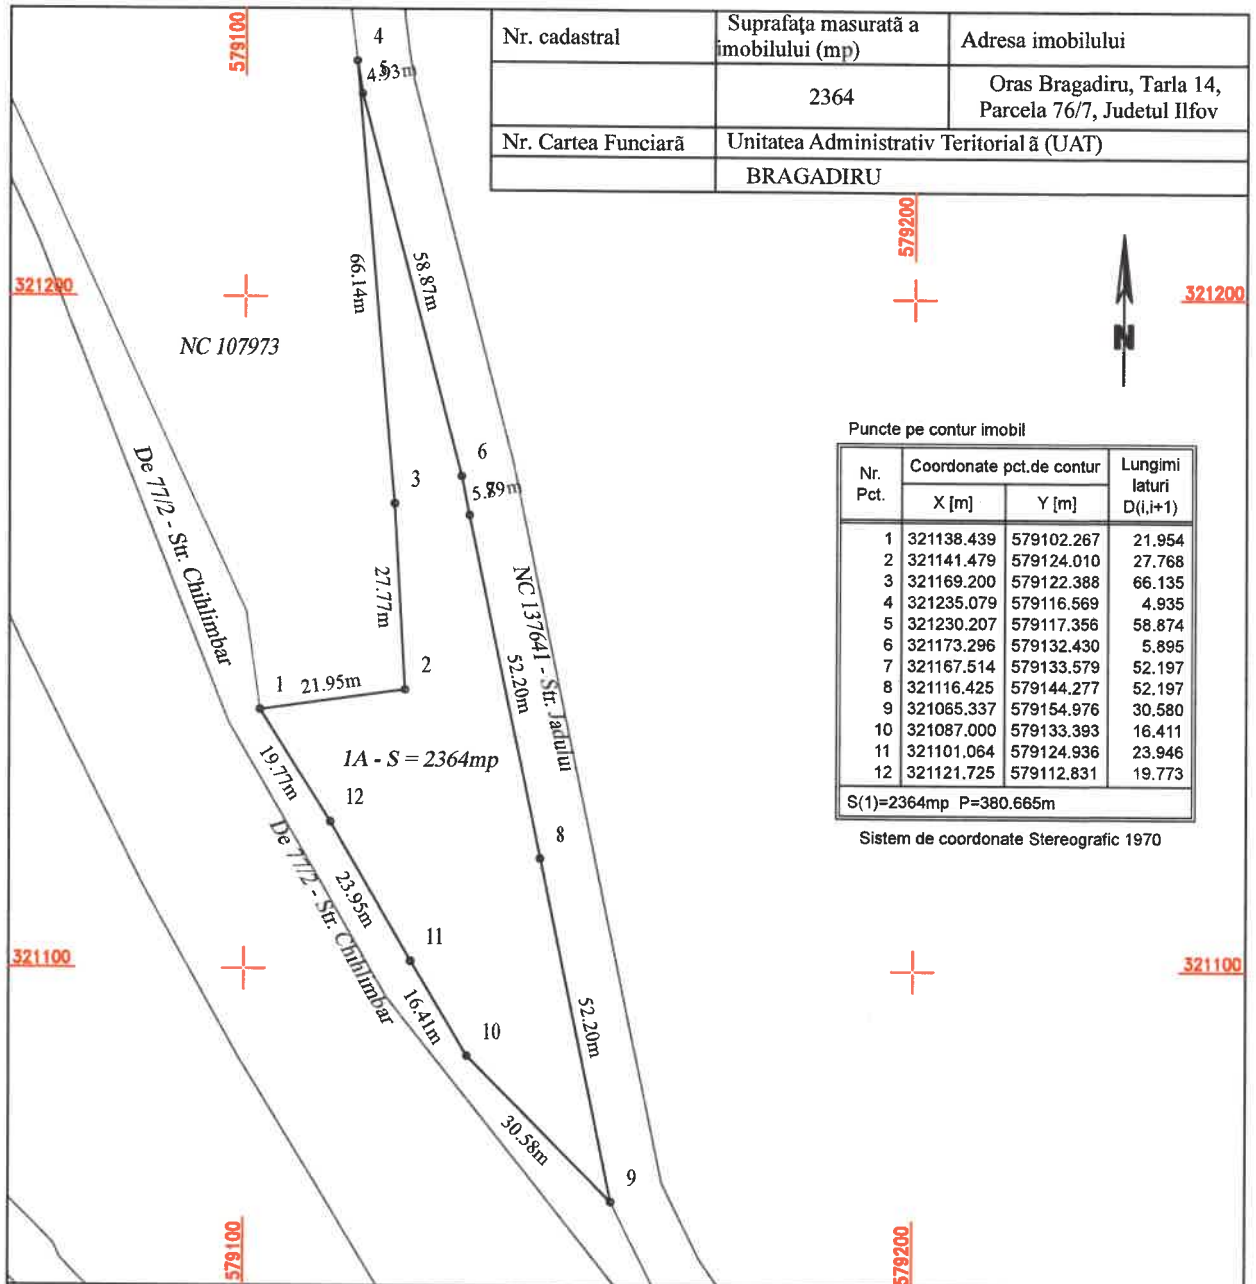 Nr. cadastral
Suprafaţa masurată a imobilului (mp)
Adresa imobilului
2364
Oras Bragadiru, Tarla 14,
Parcela 76/7, Judetul Ilfov
Nr. Cartea Funciară
Unitatea Administrativ Teritorial ă (UAT)
BRAGADIRU
579100
579200
321200
321200
N
4
5
4.93m
66.14m
58.87m
NC 107973
De 77/2 - Str. Chihlimbar
3
6
5.89m
7
27.77m
NC 137641 - Str. Jadului
52.20m
2
1
21.95m
1A - S = 2364mp
19.77m
12
De 77/2 - Str. Chihlimbar
23.95m
8
11
16.41m
10
52.20m
30.58m
9
321100
321100
579100
579200
Puncte pe contur imobil
Nr. Pct.
Coordonate pct.de contur
Lungimi laturi D(i,i+1)
X [m]
Y [m]
1 321138.439 579102.267 21.954
2 321141.479 579124.010 27.768
3 321169.200 579122.388 66.135
4 321235.079 579116.569 4.935
5 321230.207 579117.356 58.874
6 321173.296 579132.430 5.895
7 321167.514 579133.579 52.197
8 321116.425 579144.277 52.197
9 321065.337 579154.976 30.580
10 321087.000 579133.393 16.411
11 321101.064 579124.936 23.946
12 321121.725 579112.831 19.773
S(1)=2364mp P=380.665m
Sistem de coordonate Stereografic 1970